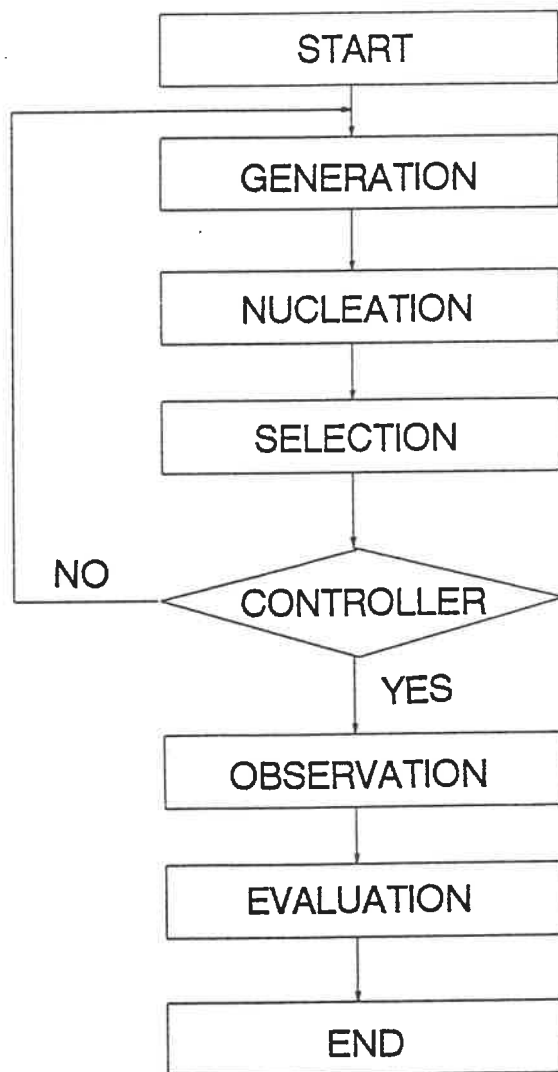 START
GENERATION
NUCLEATION
SELECTION
NO
CONTROLLER
YES
OBSERVATION
EVALUATION
END